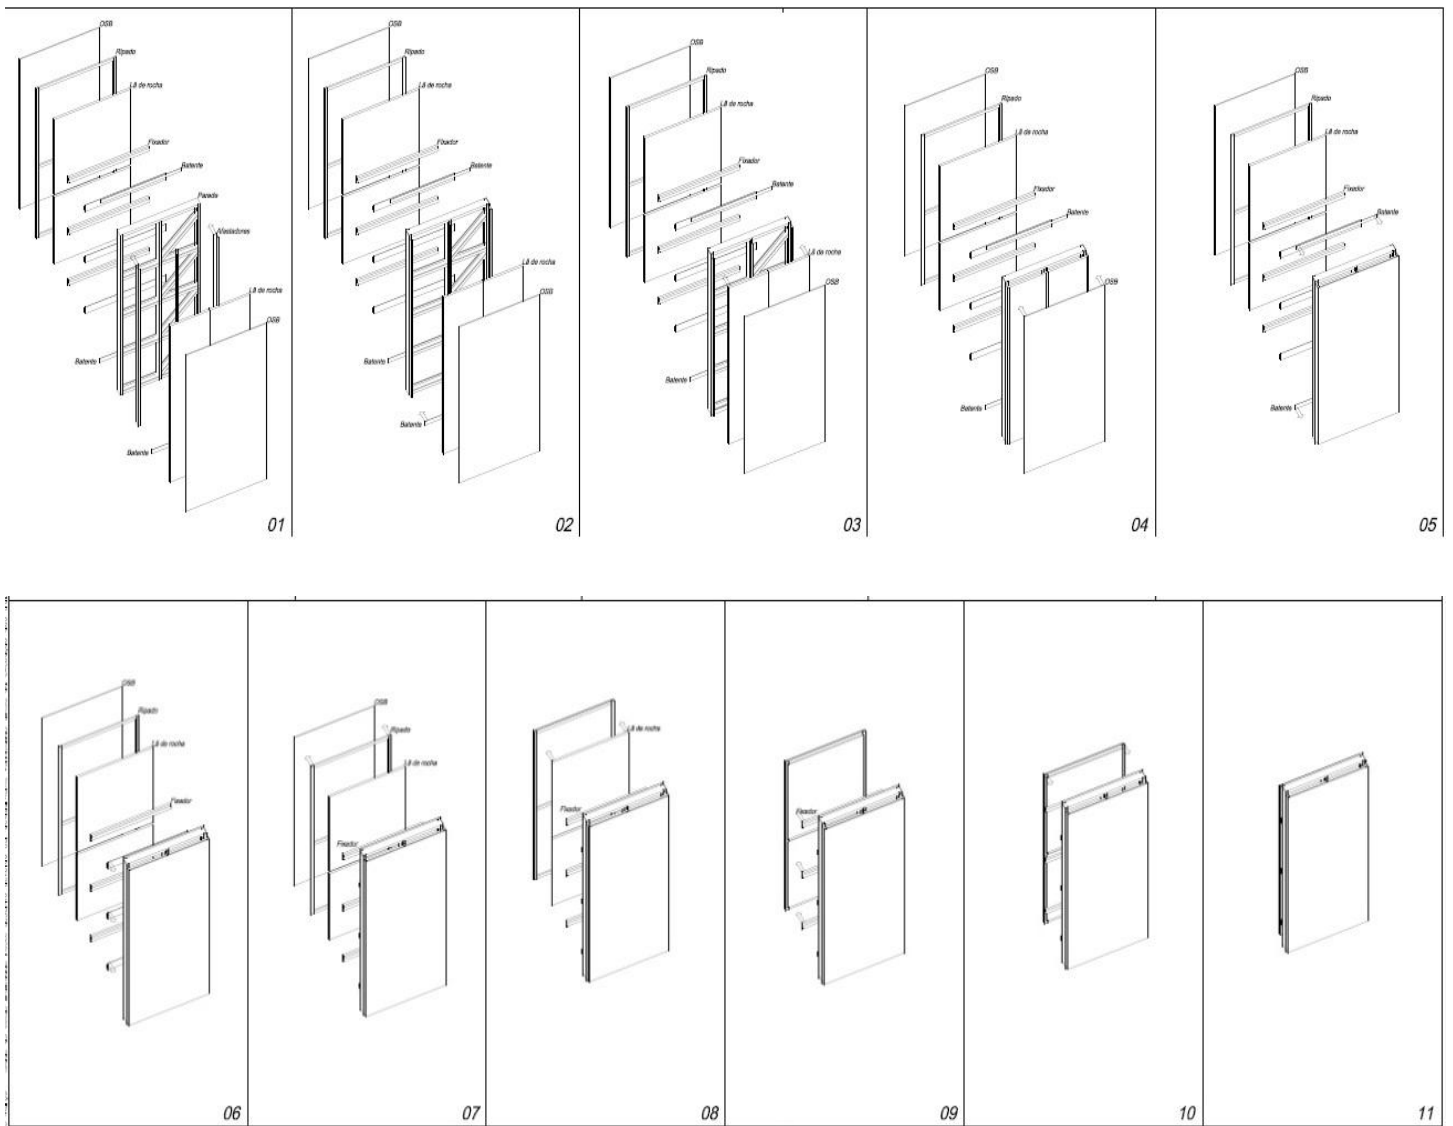 OSB
Ripado
Lã de rocha
Fixador
Batente
Parede
Afastadores
Lã de rocha
OSB
Batente
Batente
01
OSB
Ripado
Lã de rocha
Fixador
Batente
Lã de rocha
OSB
Batente
Batente
02
OSB
Ripado
Lã de rocha
Fixador
Batente
Lã de rocha
OSB
Batente
03
OSB
Ripado
Lã de rocha
Fixador
Batente
OSB
Batente
04
OSB
Ripado
Lã de rocha
Fixador
Batente
Batente
05
OSB
Ripado
Lã de rocha
Fixador
06
OSB
Ripado
Lã de rocha
Fixador
07
Lã de rocha
Fixador
08
Fixador
09
10
11